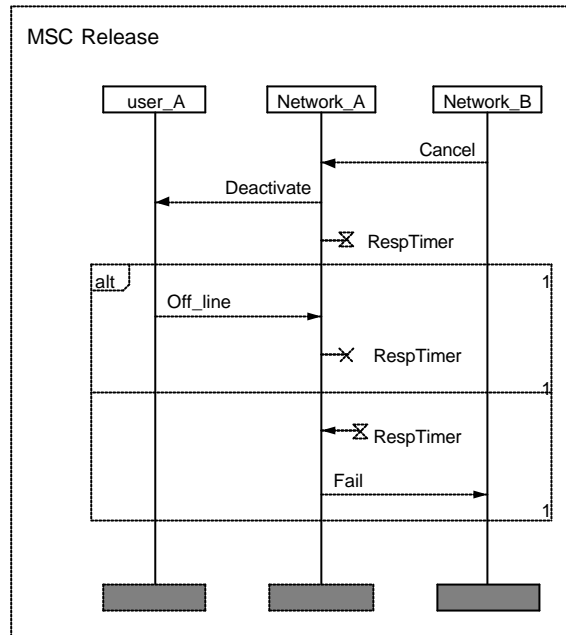 MSC Release
user_A Network_A Network_B
Cancel
Deactivate
RespTimer
alt 1
Off_line
RespTimer
1
RespTimer
Fail
1